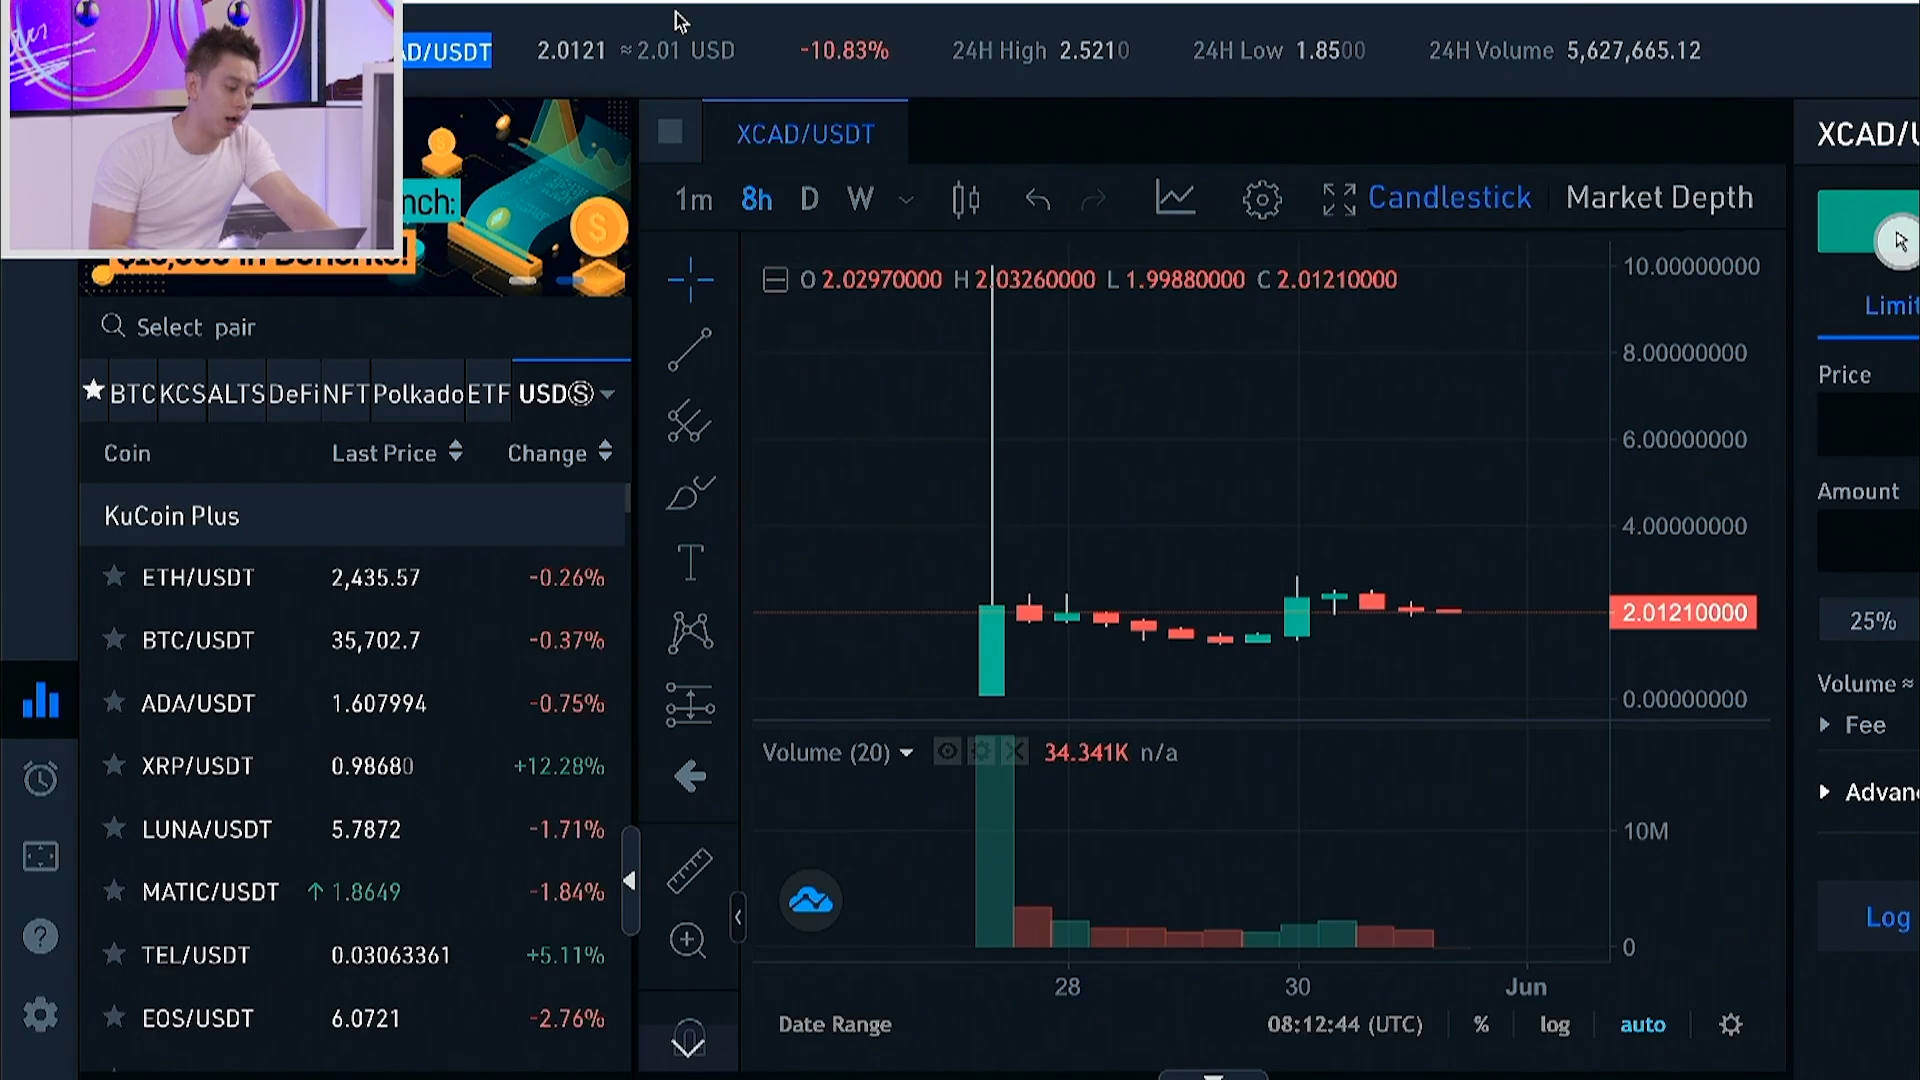 AD/USDT 2.0121 ≈ 2.01 USD -10.83% 24H High 2.5210 24H Low 1.8500 24H Volume 5,627,665.12
XCAD/USDT
XCAD/U
nch:
1m 8h D W Candlestick Market Depth
$10,000 in Benefits!
O 2.02970000 H 2.03260000 L 1.99880000 C 2.01210000
10.00000000
8.00000000
6.00000000
4.00000000
2.01210000
0.00000000
Select pair
BTC KCS ALTS DeFi NFT Polkado ETF USDⓈ
Coin Last Price Change
KuCoin Plus
ETH/USDT 2,435.57 -0.26%
BTC/USDT 35,702.7 -0.37%
ADA/USDT 1.607994 -0.75%
XRP/USDT 0.98680 +12.28%
LUNA/USDT 5.7872 -1.71%
MATIC/USDT ↑ 1.8649 -1.84%
TEL/USDT 0.03063361 +5.11%
EOS/USDT 6.0721 -2.76%
Volume (20) 34.341K n/a
10M
0
28 30 Jun
Date Range 08:12:44 (UTC) % log auto
Limit
Price
Amount
25%
Volume ≈
Fee
Advan
Log